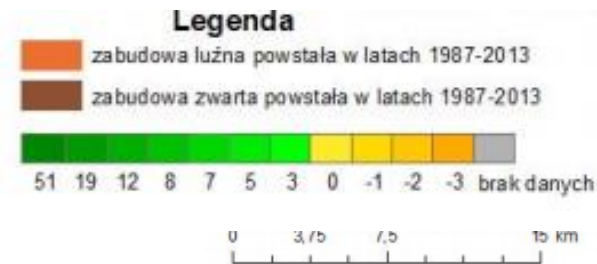 Legenda
zabudowa luźna powstała w latach 1987-2013
zabudowa zwarta powstała w latach 1987-2013
51 19 12 8 7 5 3 0 -1 -2 -3 brak danych
0 3,75 7,5 15 km